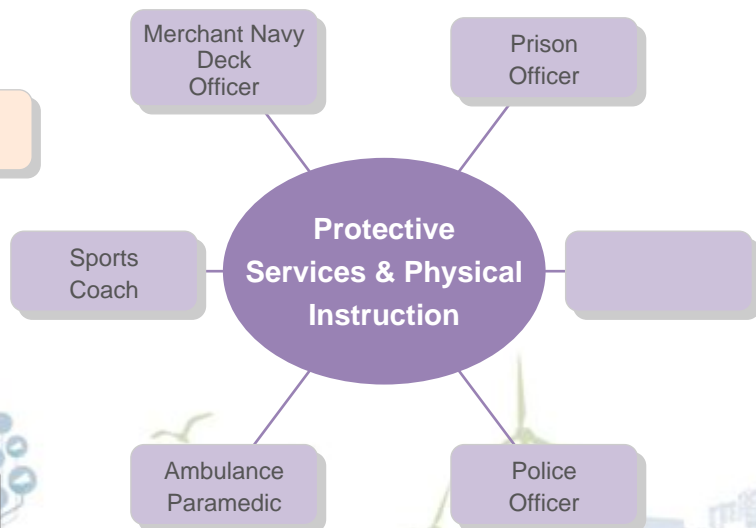 Merchant Navy
Deck
Officer
Prison
Officer
Protective
Services & Physical
Instruction
Sports
Coach
Ambulance
Paramedic
Police
Officer